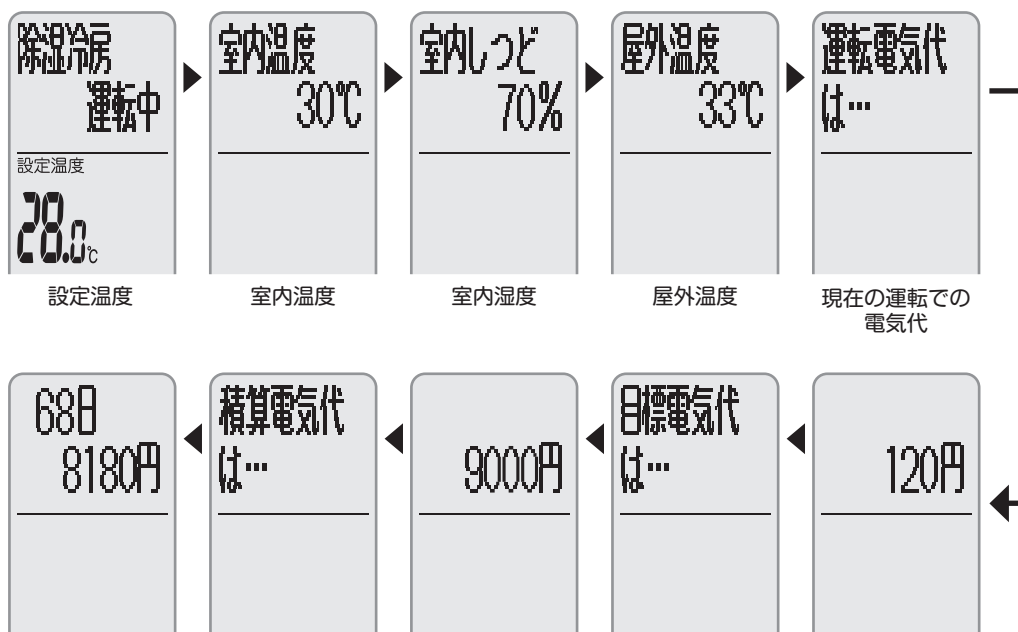 除湿冷房
運転中
設定温度
28.0℃
設定温度
室内温度
30℃
室内温度
室内しつど
70%
室内湿度
屋外温度
33℃
屋外温度
運転電気代
は…
現在の運転での
電気代
120円
目標電気代
は…
9000円
積算電気代
は…
68日
8180円